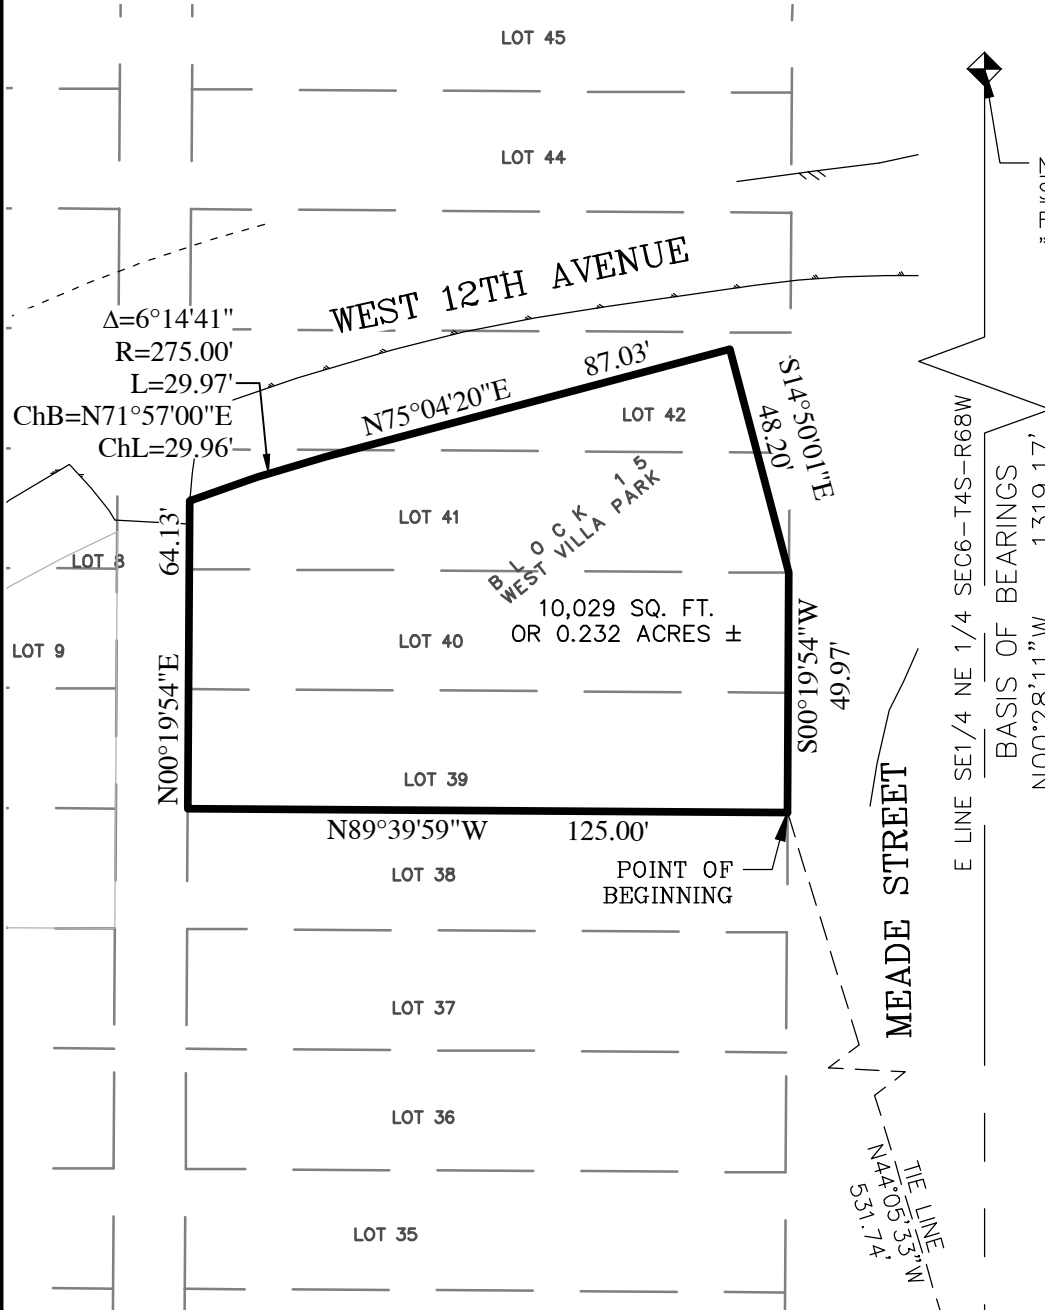 LOT 45
LOT 44
WEST 12TH AVENUE
Δ=6°14'41"
R=275.00'
L=29.97'
ChB=N71°57'00"E
ChL=29.96'
N75°04'20"E 87.03'
S14°50'01"E
48.20'
LOT 42
LOT 41
BLOCK 15
WEST VILLA PARK
10,029 SQ. FT.
OR 0.232 ACRES ±
LOT 8
LOT 9
LOT 40
N00°19'54"E 64.13'
S00°19'54"W
49.97'
LOT 39
N89°39'59"W 125.00'
POINT OF
BEGINNING
MEADE STREET
E LINE SE1/4 NE 1/4 SEC6-T4S-R68W
BASIS OF BEARINGS
N00°28'11"W 1319.17'
LOT 38
LOT 37
LOT 36
LOT 35
TIE LINE
N44°05'33"W
531.74'